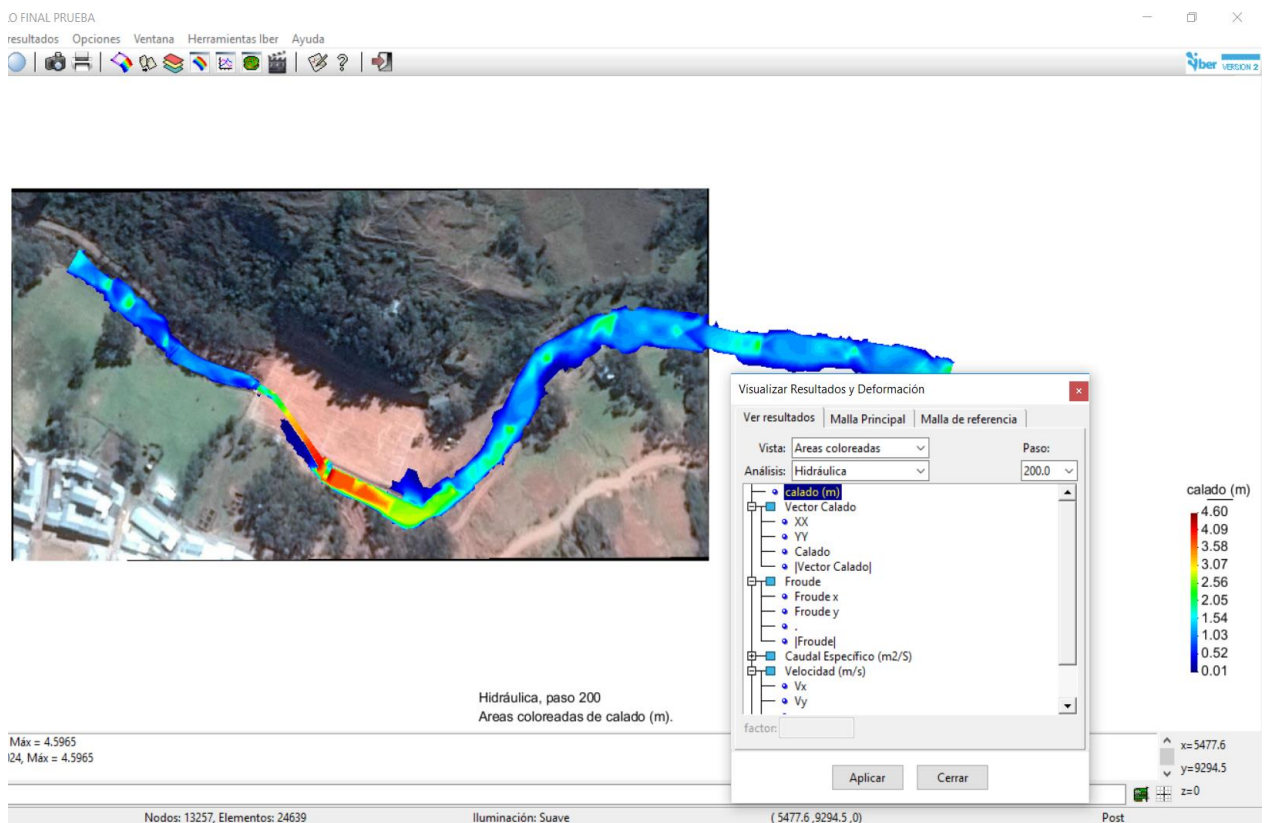 O FINAL PRUEBA
resultados Opciones Ventana Herramientas Iber Ayuda
Iber VERSION 2
Visualizar Resultados y Deformación
Ver resultados Malla Principal Malla de referencia
Vista: Areas coloreadas Paso:
Análisis: Hidráulica 200.0
calado (m)
Vector Calado
XX
YY
Calado
|Vector Calado|
Froude
Froude x
Froude y
.
|Froude|
Caudal Específico (m2/S)
Velocidad (m/s)
Vx
Vy
factor:
Aplicar Cerrar
calado (m)
4.60
4.09
3.58
3.07
2.56
2.05
1.54
1.03
0.52
0.01
Hidráulica, paso 200
Areas coloreadas de calado (m).
Máx = 4.5965
024, Máx = 4.5965
x=5477.6
y=9294.5
z=0
Nodos: 13257, Elementos: 24639 Iluminación: Suave ( 5477.6 ,9294.5 ,0) Post